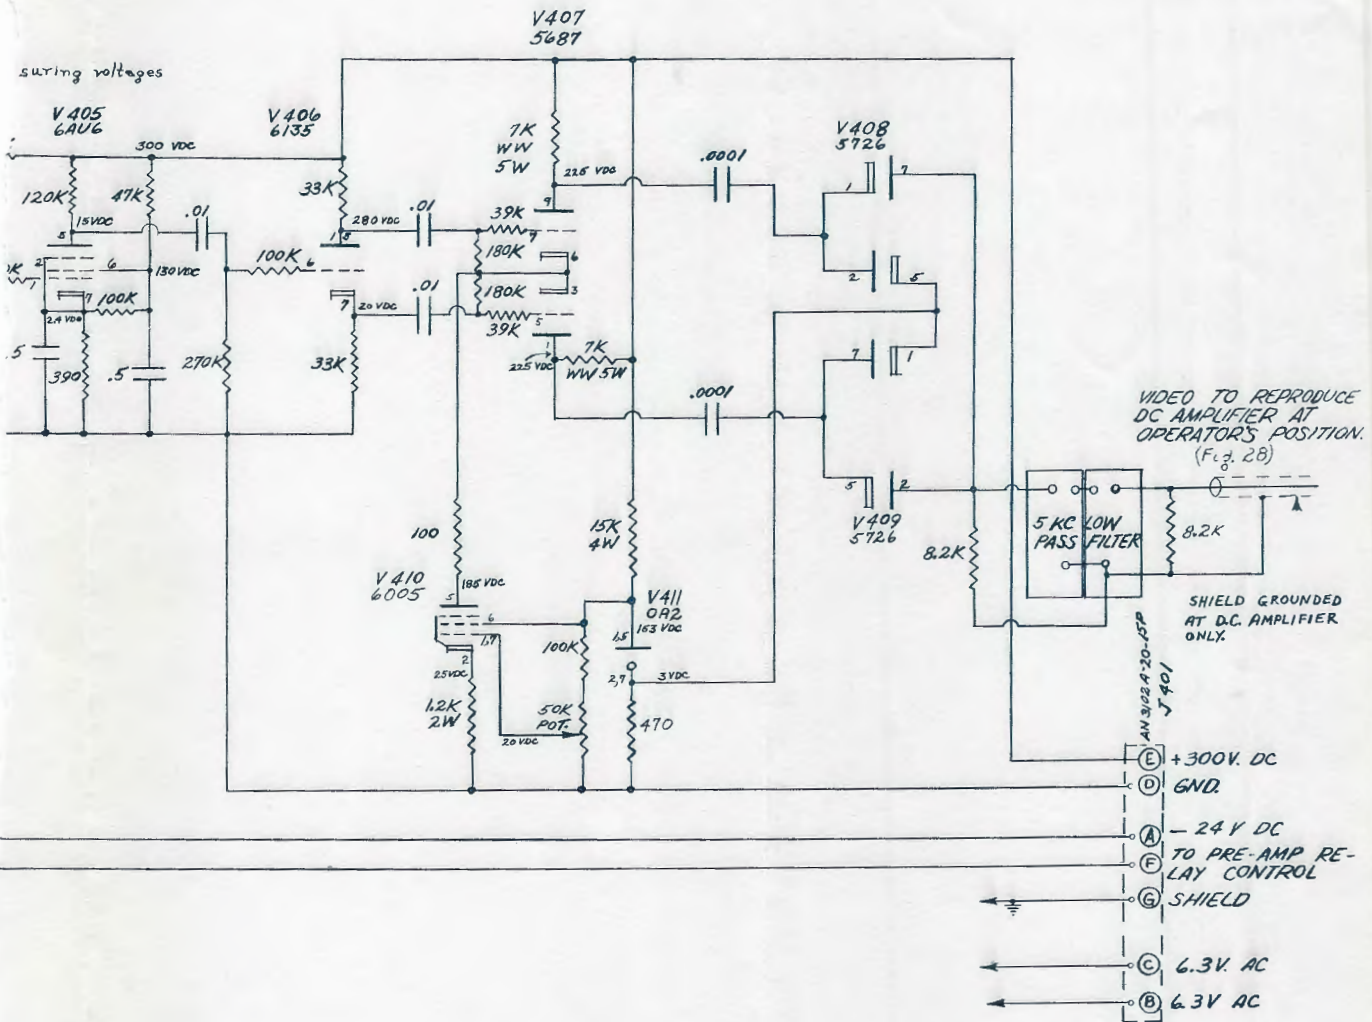 V407
5687
suring voltages
V405
6AU6
V406
6135
300 VDC
7K
WW
5W
V408
5726
.0001
225 VDC
120K
47K
33K
.01
15VDC
280VDC
.01
39K
180K
100K
130VDC
100K
2.4 VDC
20 VDC
.01
180K
39K
.5
390
.5
270K
33K
225 VDC
7K
WW 5W
.0001
VIDEO TO REPRODUCE
DC AMPLIFIER AT
OPERATOR'S POSITION.
(Fig. 28)
V409
5726
5 KC LOW
PASS FILTER
8.2K
8.2K
100
15K
4W
V410
6005
185 VDC
V411
OA2
153 VDC
SHIELD GROUNDED
AT D.C. AMPLIFIER
ONLY.
100K
25VDC
1.2K
2W
20 VDC
50K
POT.
3 VDC
470
AN3102A-20-15P
J401
E +300V. DC
D GND.
A - 24 V DC
F TO PRE-AMP RE-
LAY CONTROL
G SHIELD
C 6.3V. AC
B 6.3V AC